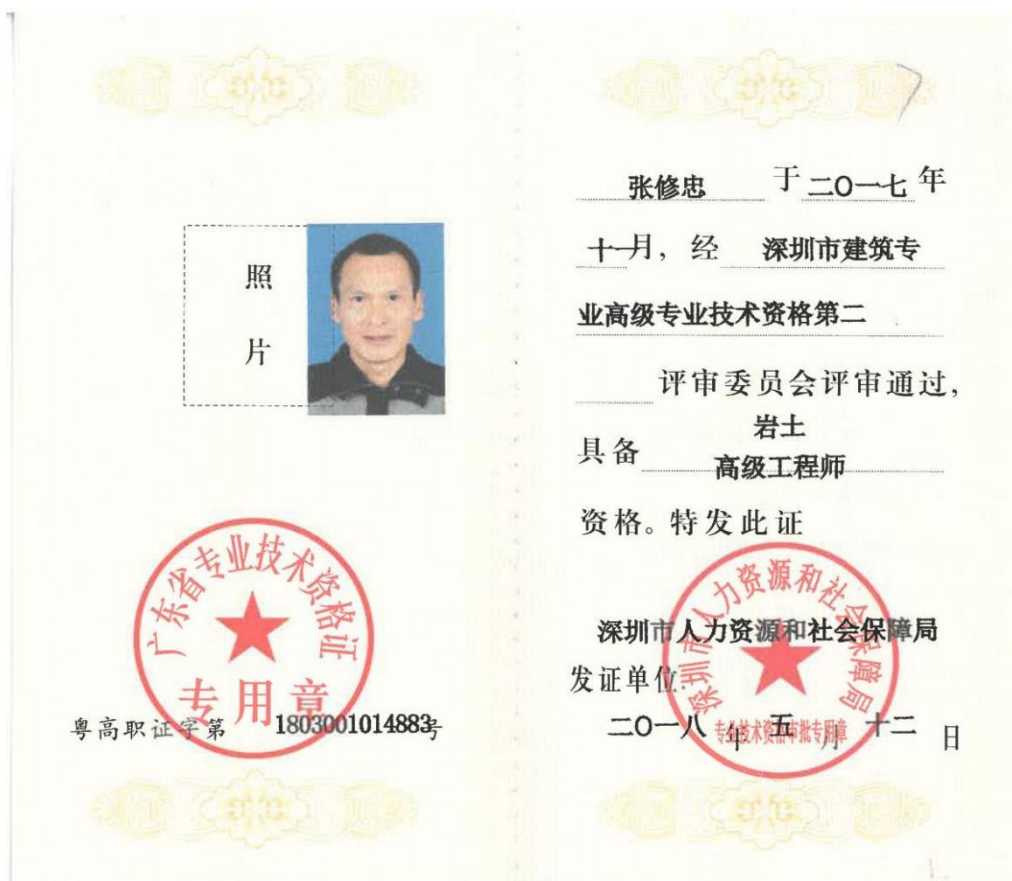 照
片
广东省专业技术资格证
专用章
粤高职证字第 1803001014883号
张修忠 于二〇一七年
十一月，经 深圳市建筑专
业高级专业技术资格第二
评审委员会评审通过，
岩土
具备 高级工程师
资格。特发此证
深圳市人力资源和社会保障局
深圳市人力资源和社会保障局
发证单位:
专业技术资格审批专用章
二〇一八年五月十二日